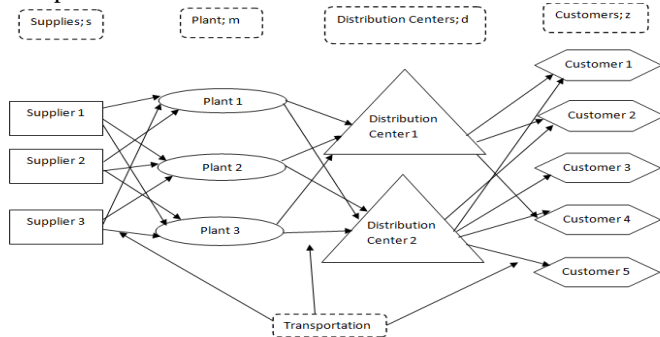 Supplies; s
Plant; m
Distribution Centers; d
Customers; z
Supplier 1
Supplier 2
Supplier 3
Plant 1
Plant 2
Plant 3
Distribution
Center 1
Distribution
Center 2
Customer 1
Customer 2
Customer 3
Customer 4
Customer 5
Transportation